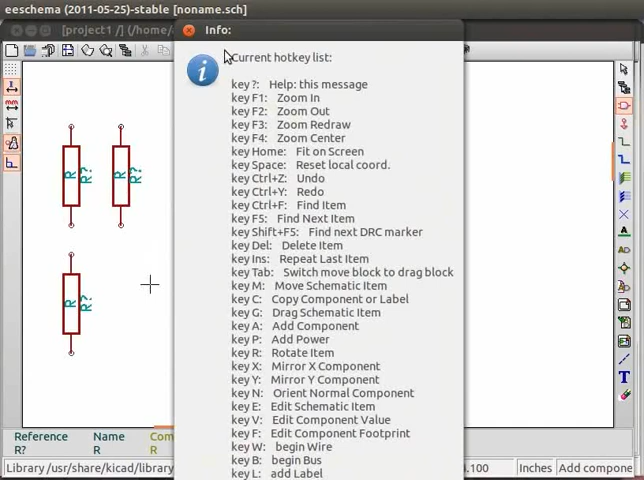 eeschema (2011-05-25)-stable [noname.sch]
[project1 /] (/home/
Info:
Current hotkey list:
key ?: Help: this message
key F1: Zoom In
key F2: Zoom Out
key F3: Zoom Redraw
key F4: Zoom Center
key Home: Fit on Screen
key Space: Reset local coord.
key Ctrl+Z: Undo
key Ctrl+Y: Redo
key Ctrl+F: Find Item
key F5: Find Next Item
key Shift+F5: Find next DRC marker
key Del: Delete Item
key Ins: Repeat Last Item
key Tab: Switch move block to drag block
key M: Move Schematic Item
key C: Copy Component or Label
key G: Drag Schematic Item
key A: Add Component
key P: Add Power
key R: Rotate Item
key X: Mirror X Component
key Y: Mirror Y Component
key N: Orient Normal Component
key E: Edit Schematic Item
key V: Edit Component Value
key F: Edit Component Footprint
key W: begin Wire
key B: begin Bus
key L: add Label
R R?
R R?
R R?
Reference Name Com
R? R
Library /usr/share/kicad/library
4.100 Inches Add compone